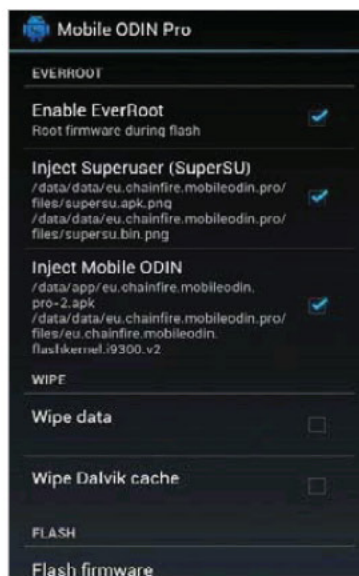 Mobile ODIN Pro
EVERROOT
Enable EverRoot
Root firmware during flash
Inject Superuser (SuperSU)
/data/data/eu.chainfire.mobileodin.pro/
files/supersu.apk.png
/data/data/eu.chainfire.mobileodin.pro/
files/supersu.bin.png
Inject Mobile ODIN
/data/app/eu.chainfire.mobileodin.
pro-2.apk
/data/data/eu.chainfire.mobileodin.pro/
files/eu.chainfire.mobileodin.
flashkernel.i9300.v2
WIPE
Wipe data
Wipe Dalvik cache
FLASH
Flash firmware